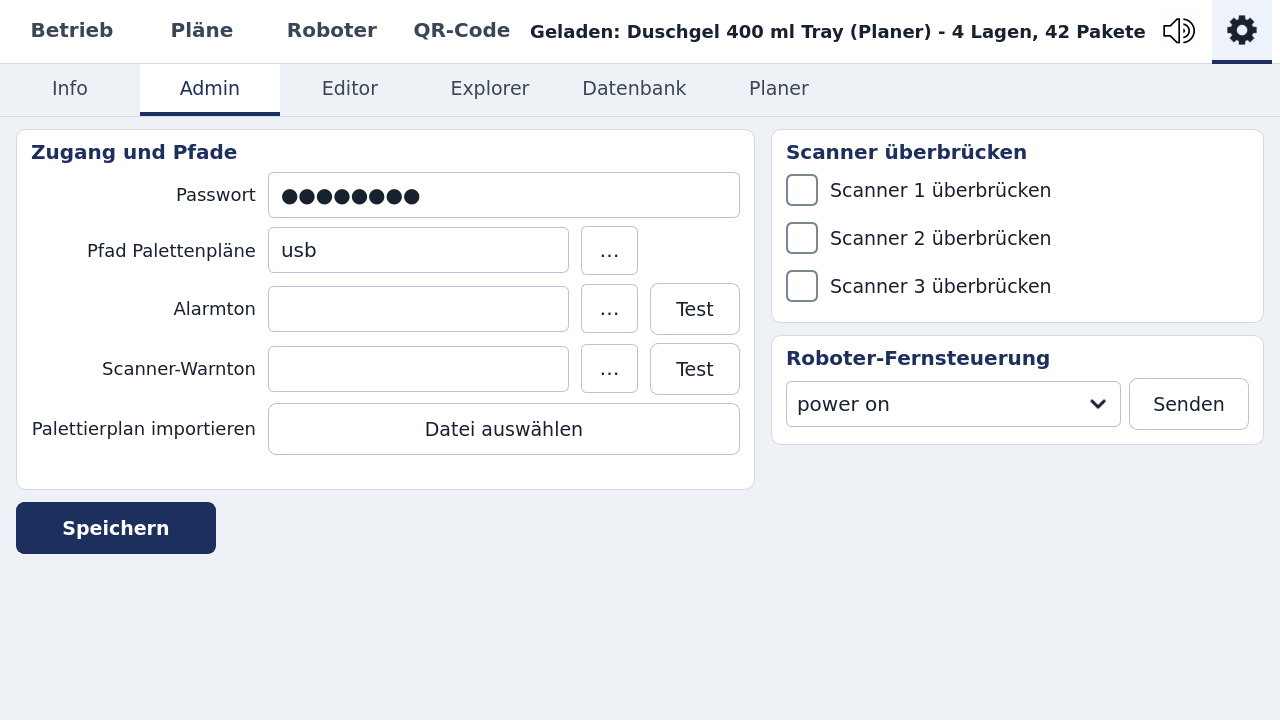 Betrieb Pläne Roboter QR-Code Geladen: Duschgel 400 ml Tray (Planer) - 4 Lagen, 42 Pakete
Info Admin Editor Explorer Datenbank Planer
Zugang und Pfade
Passwort ●●●●●●●●
Pfad Palettenpläne usb ...
Alarmton ... Test
Scanner-Warnton ... Test
Palettierplan importieren Datei auswählen
Speichern
Scanner überbrücken
Scanner 1 überbrücken
Scanner 2 überbrücken
Scanner 3 überbrücken
Roboter-Fernsteuerung
power on Senden